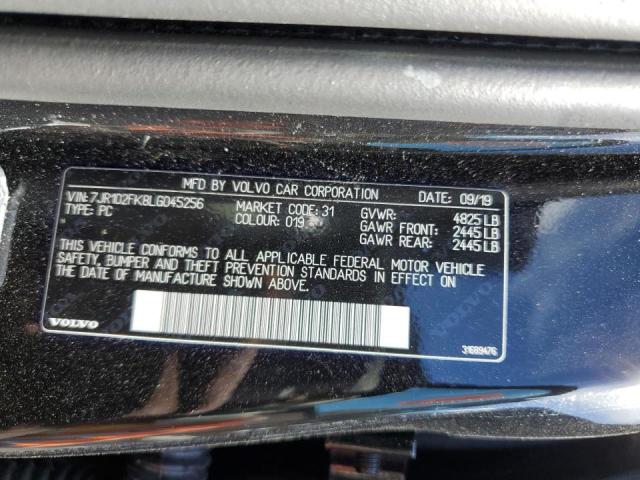 MFD BY VOLVO CAR CORPORATION DATE: 09/19
VIN:7JR102FK8LG045256 MARKET CODE:31 GVWR: 4825 LB
TYPE: PC COLOUR: 019 GAWR FRONT: 2445 LB
GAWR REAR: 2445 LB
THIS VEHICLE CONFORMS TO ALL APPLICABLE FEDERAL MOTOR VEHICLE
SAFETY, BUMPER AND THEFT PREVENTION STANDARDS IN EFFECT ON
THE DATE OF MANUFACTURE SHOWN ABOVE.
VOLVO 31689476